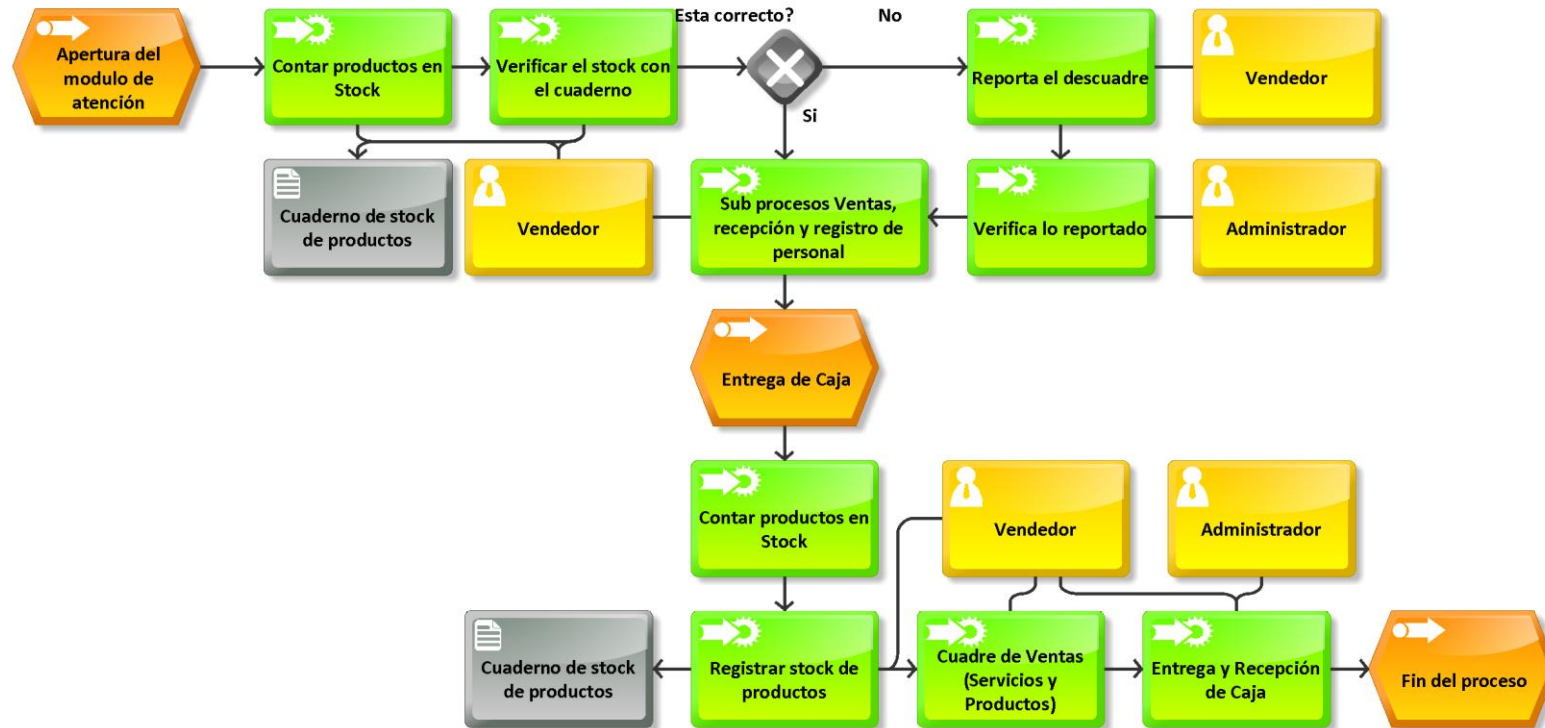 Esta correcto?
No
Apertura del
modulo de
atención
Contar productos en
Stock
Verificar el stock con
el cuaderno
Reporta el descuadre
Vendedor
Si
Cuaderno de stock
de productos
Vendedor
Sub procesos Ventas,
recepción y registro de
personal
Verifica lo reportado
Administrador
Entrega de Caja
Contar productos en
Stock
Vendedor
Administrador
Cuaderno de stock
de productos
Registrar stock de
productos
Cuadre de Ventas
(Servicios y
Productos)
Entrega y Recepción
de Caja
Fin del proceso